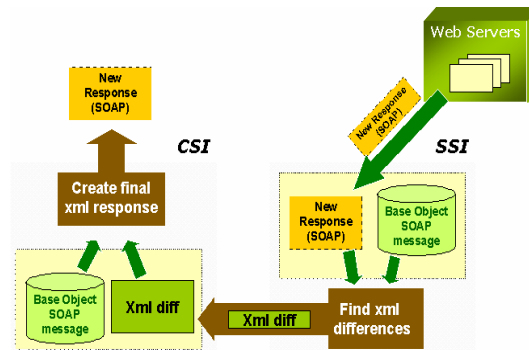 Web Servers
New
Response
(SOAP)
New Response
(SOAP)
CSI
SSI
Create final
xml response
New
Response
(SOAP)
Base Object
SOAP
message
Base Object
SOAP
message
Xml diff
Xml diff
Find xml
differences